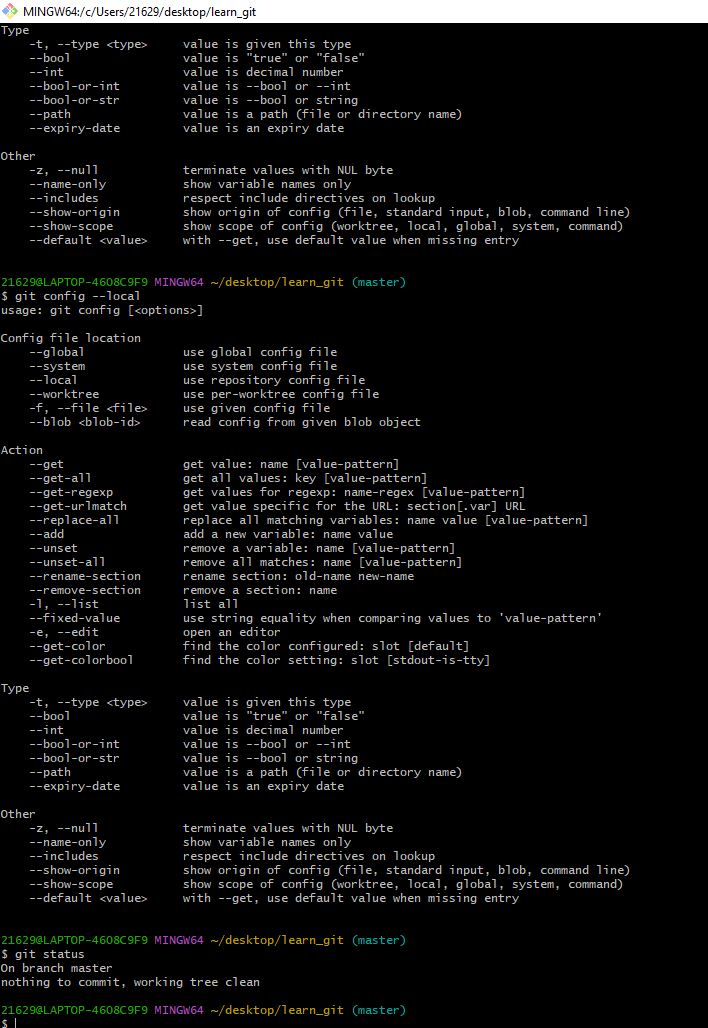 MINGW64:/c/Users/21629/desktop/learn_git
Type
    -t, --type <type>     value is given this type
    --bool                value is "true" or "false"
    --int                 value is decimal number
    --bool-or-int         value is --bool or --int
    --bool-or-str         value is --bool or string
    --path                value is a path (file or directory name)
    --expiry-date         value is an expiry date

Other
    -z, --null            terminate values with NUL byte
    --name-only           show variable names only
    --includes            respect include directives on lookup
    --show-origin         show origin of config (file, standard input, blob, command line)
    --show-scope          show scope of config (worktree, local, global, system, command)
    --default <value>     with --get, use default value when missing entry

21629@LAPTOP-46O8C9F9 MINGW64 ~/desktop/learn_git (master)
$ git config --local
usage: git config [<options>]

Config file location
    --global              use global config file
    --system              use system config file
    --local               use repository config file
    --worktree            use per-worktree config file
    -f, --file <file>     use given config file
    --blob <blob-id>      read config from given blob object

Action
    --get                 get value: name [value-pattern]
    --get-all             get all values: key [value-pattern]
    --get-regexp          get values for regexp: name-regex [value-pattern]
    --get-urlmatch        get value specific for the URL: section[.var] URL
    --replace-all         replace all matching variables: name value [value-pattern]
    --add                 add a new variable: name value
    --unset               remove a variable: name [value-pattern]
    --unset-all           remove all matches: name [value-pattern]
    --rename-section      rename section: old-name new-name
    --remove-section      remove a section: name
    -l, --list            list all
    --fixed-value         use string equality when comparing values to 'value-pattern'
    -e, --edit            open an editor
    --get-color           find the color configured: slot [default]
    --get-colorbool       find the color setting: slot [stdout-is-tty]

Type
    -t, --type <type>     value is given this type
    --bool                value is "true" or "false"
    --int                 value is decimal number
    --bool-or-int         value is --bool or --int
    --bool-or-str         value is --bool or string
    --path                value is a path (file or directory name)
    --expiry-date         value is an expiry date

Other
    -z, --null            terminate values with NUL byte
    --name-only           show variable names only
    --includes            respect include directives on lookup
    --show-origin         show origin of config (file, standard input, blob, command line)
    --show-scope          show scope of config (worktree, local, global, system, command)
    --default <value>     with --get, use default value when missing entry

21629@LAPTOP-46O8C9F9 MINGW64 ~/desktop/learn_git (master)
$ git status
On branch master
nothing to commit, working tree clean

21629@LAPTOP-46O8C9F9 MINGW64 ~/desktop/learn_git (master)
$